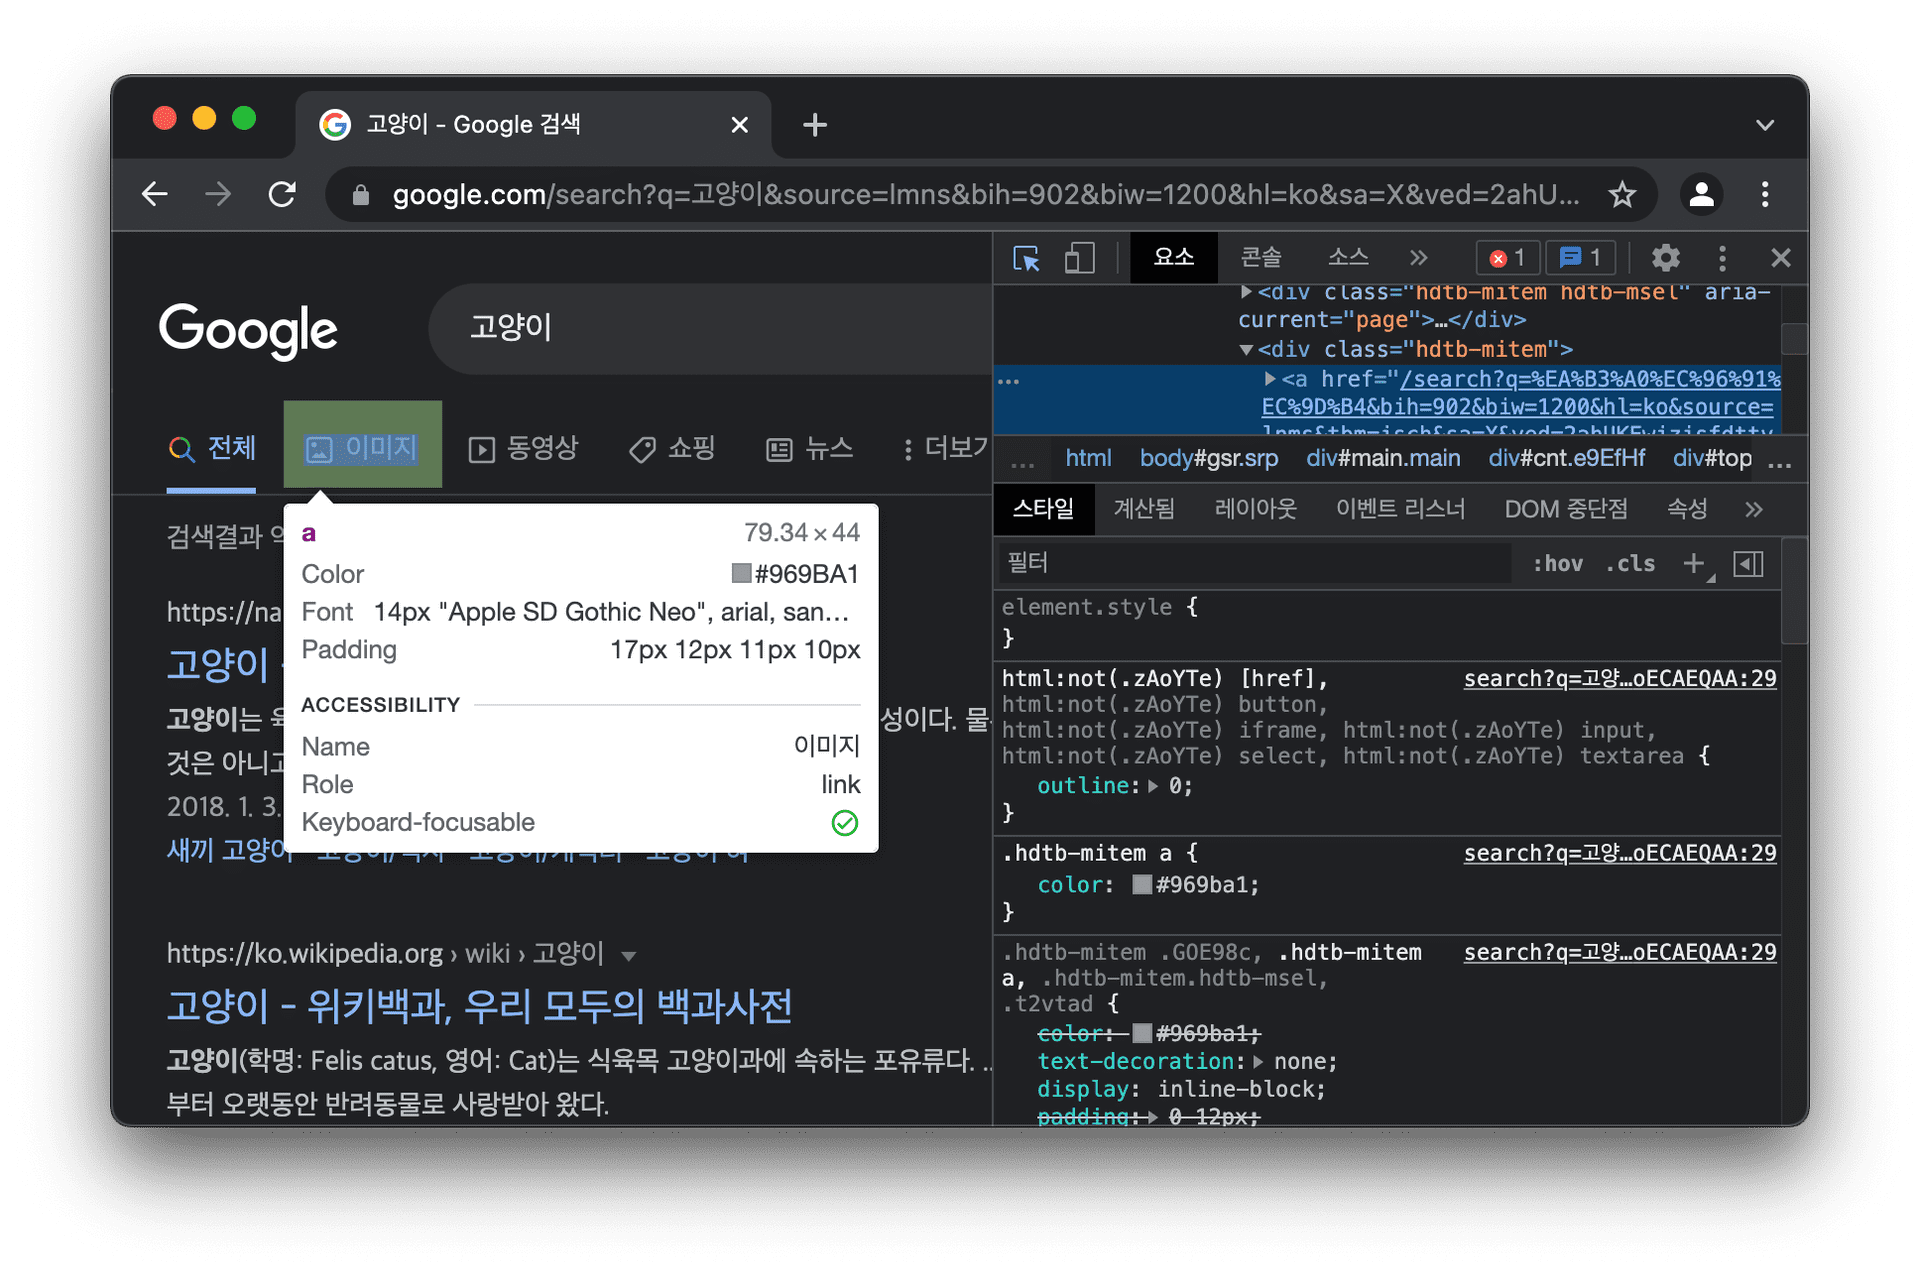 고양이 - Google 검색
google.com/search?q=고양이&source=lmns&bih=902&biw=1200&hl=ko&sa=X&ved=2ahU...
Google
고양이
전체 이미지 동영상 쇼핑 뉴스 더보기
검색결과
a 79.34 × 44
Color #969BA1
Font 14px "Apple SD Gothic Neo", arial, san…
Padding 17px 12px 11px 10px
ACCESSIBILITY
Name 이미지
Role link
Keyboard-focusable
https://na
고양이
고양이는 성이다. 물
것은 아니고
2018. 1. 3.
새끼 고양이
https://ko.wikipedia.org › wiki › 고양이
고양이 - 위키백과, 우리 모두의 백과사전
고양이(학명: Felis catus, 영어: Cat)는 식육목 고양이과에 속하는 포유류다. ...
부터 오랫동안 반려동물로 사랑받아 왔다.
요소 콘솔 소스 » 1 1
<div class="hdtb-mitem hdtb-msel" aria-
current="page">…</div>
<div class="hdtb-mitem">
<a href="/search?q=%EA%B3%A0%EC%96%91%
EC%9D%B4&bih=902&biw=1200&hl=ko&source=
... html body#gsr.srp div#main.main div#cnt.e9EfHf div#top ...
스타일 계산됨 레이아웃 이벤트 리스너 DOM 중단점 속성 »
필터 :hov .cls +
element.style {
}
html:not(.zAoYTe) [href], search?q=고양…oECAEQAA:29
html:not(.zAoYTe) button,
html:not(.zAoYTe) iframe, html:not(.zAoYTe) input,
html:not(.zAoYTe) select, html:not(.zAoYTe) textarea {
outline: 0;
}
.hdtb-mitem a { search?q=고양…oECAEQAA:29
color: #969ba1;
}
.hdtb-mitem .GOE98c, .hdtb-mitem search?q=고양…oECAEQAA:29
a, .hdtb-mitem.hdtb-msel,
.t2vtad {
color: #969ba1;
text-decoration: none;
display: inline-block;
padding: 0 12px;